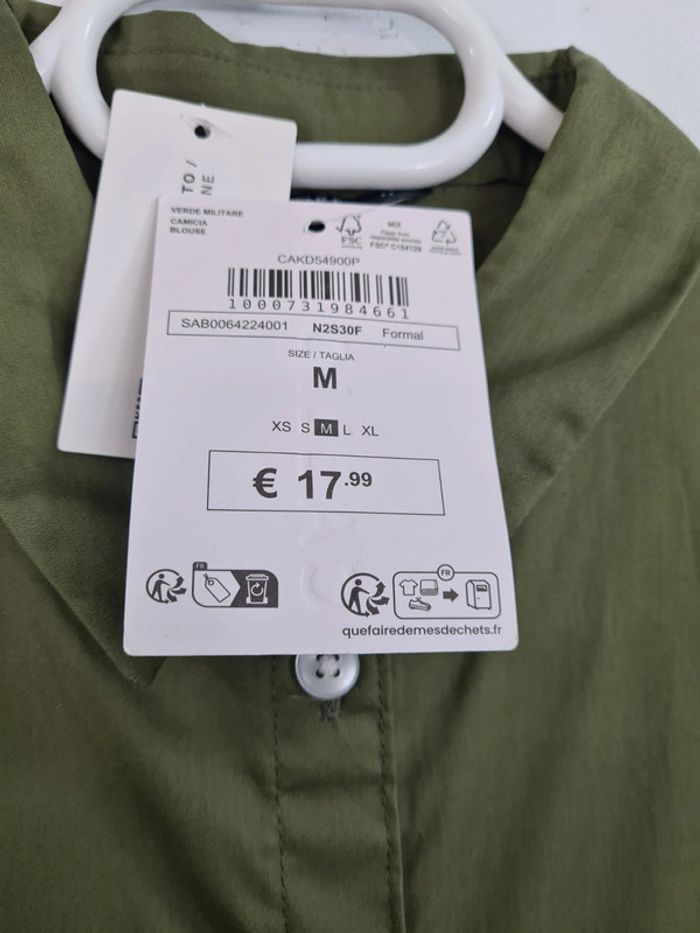 TO /
NE
VERDE MILITARE
CAMICIA
BLOUSE
FSC
MIX
FSC® C154129
CAKD54900P
1000731984661
SAB0064224001 N2S30F Formal
SIZE / TAGLIA
M
XS S M L XL
€ 17.99
FR
FR
quefairedemesdechets.fr